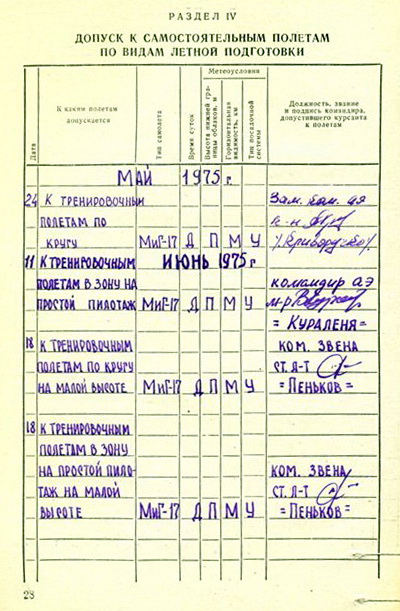 РАЗДЕЛ IV
ДОПУСК К САМОСТОЯТЕЛЬНЫМ ПОЛЕТАМ
ПО ВИДАМ ЛЕТНОЙ ПОДГОТОВКИ
Дата
К каким полетам
допускается
Тип самолета
Время суток
Метеоусловия
Высота нижней гра-
ницы облаков, м
Горизонтальная
видимость, км
Тип посадочной
системы
Должность, звание
и подпись командира,
допустившего курсанта
к полетам
МАЙ 1975 г.
24 К ТРЕНИРОВОЧНЫМ Зам. ком. аэ
ПОЛЕТАМ ПО к-н
КРУГУ МиГ-17 Д П М У
11 К ТРЕНИРОВОЧНЫМ ИЮНЬ 1975 г
ПОЛЕТАМ В ЗОНУ НА командир АЭ
ПРОСТОЙ ПИЛОТАЖ МиГ-17 Д П М У м-р
= КУРАЛЕНЯ =
18 К ТРЕНИРОВОЧНЫМ КОМ. ЗВЕНА
ПОЛЕТАМ ПО КРУГУ СТ. Л-Т
НА МАЛОЙ ВЫСОТЕ МиГ-17 Д П М У = ПЕНЬКОВ =
18 К ТРЕНИРОВОЧНЫМ
ПОЛЕТАМ В ЗОНУ
НА ПРОСТОЙ ПИЛО- КОМ. ЗВЕНА
ТАЖ НА МАЛОЙ СТ. Л-Т
ВЫСОТЕ МиГ-17 Д П М У = ПЕНЬКОВ =
28